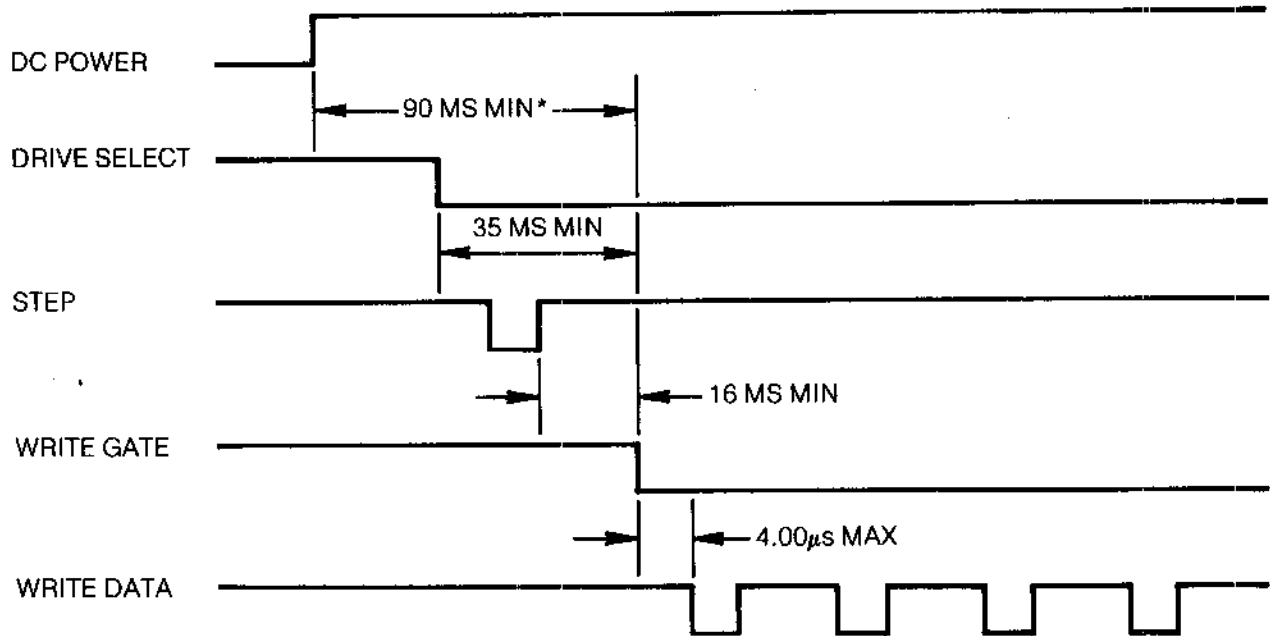 DC POWER
90 MS MIN*
DRIVE SELECT
35 MS MIN
STEP
16 MS MIN
WRITE GATE
4.00μs MAX
WRITE DATA